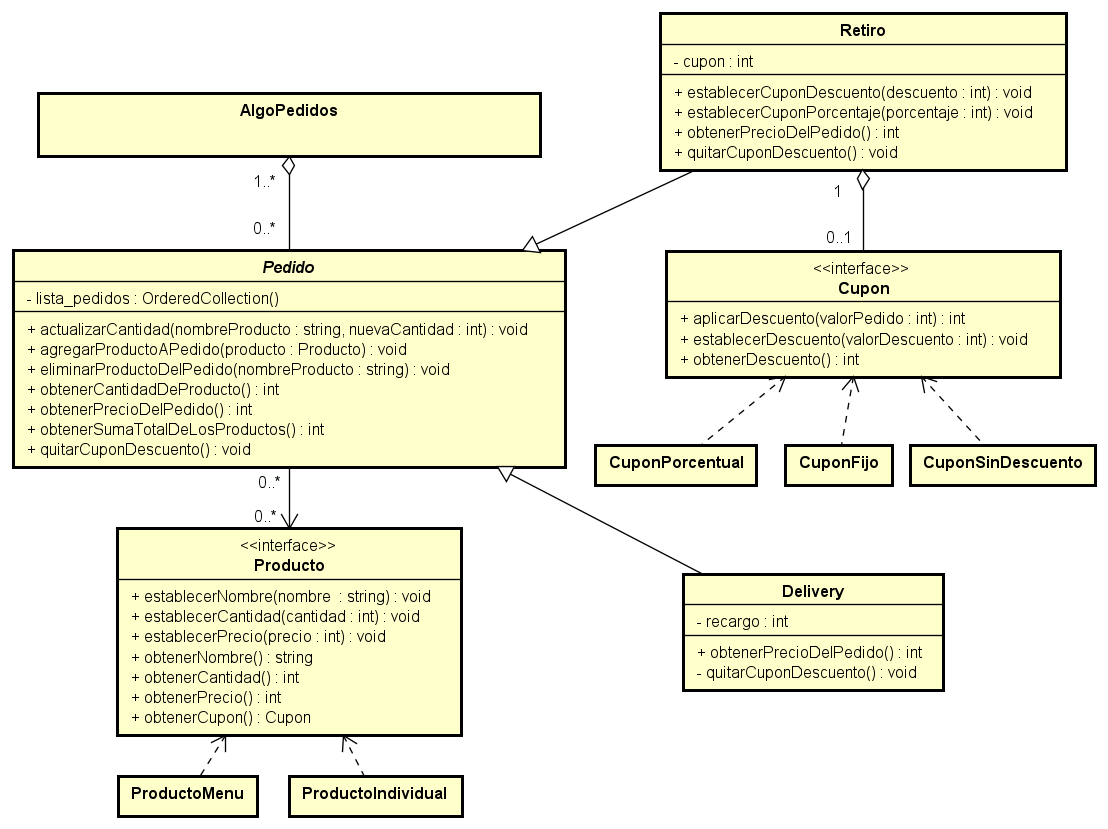 Retiro
- cupon : int
+ establecerCuponDescuento(descuento : int) : void
+ establecerCuponPorcentaje(porcentaje : int) : void
+ obtenerPrecioDelPedido() : int
+ quitarCuponDescuento() : void
AlgoPedidos
1..*
0..*
1
0..1
Pedido
- lista_pedidos : OrderedCollection()
+ actualizarCantidad(nombreProducto : string, nuevaCantidad : int) : void
+ agregarProductoAPedido(producto : Producto) : void
+ eliminarProductoDelPedido(nombreProducto : string) : void
+ obtenerCantidadDeProducto() : int
+ obtenerPrecioDelPedido() : int
+ obtenerSumaTotalDeLosProductos() : int
+ quitarCuponDescuento() : void
<<interface>>
Cupon
+ aplicarDescuento(valorPedido : int) : int
+ establecerDescuento(valorDescuento : int) : void
+ obtenerDescuento() : int
CuponPorcentual
CuponFijo
CuponSinDescuento
0..*
0..*
<<interface>>
Producto
+ establecerNombre(nombre : string) : void
+ establecerCantidad(cantidad : int) : void
+ establecerPrecio(precio : int) : void
+ obtenerNombre() : string
+ obtenerCantidad() : int
+ obtenerPrecio() : int
+ obtenerCupon() : Cupon
Delivery
- recargo : int
+ obtenerPrecioDelPedido() : int
- quitarCuponDescuento() : void
ProductoMenu
ProductoIndividual